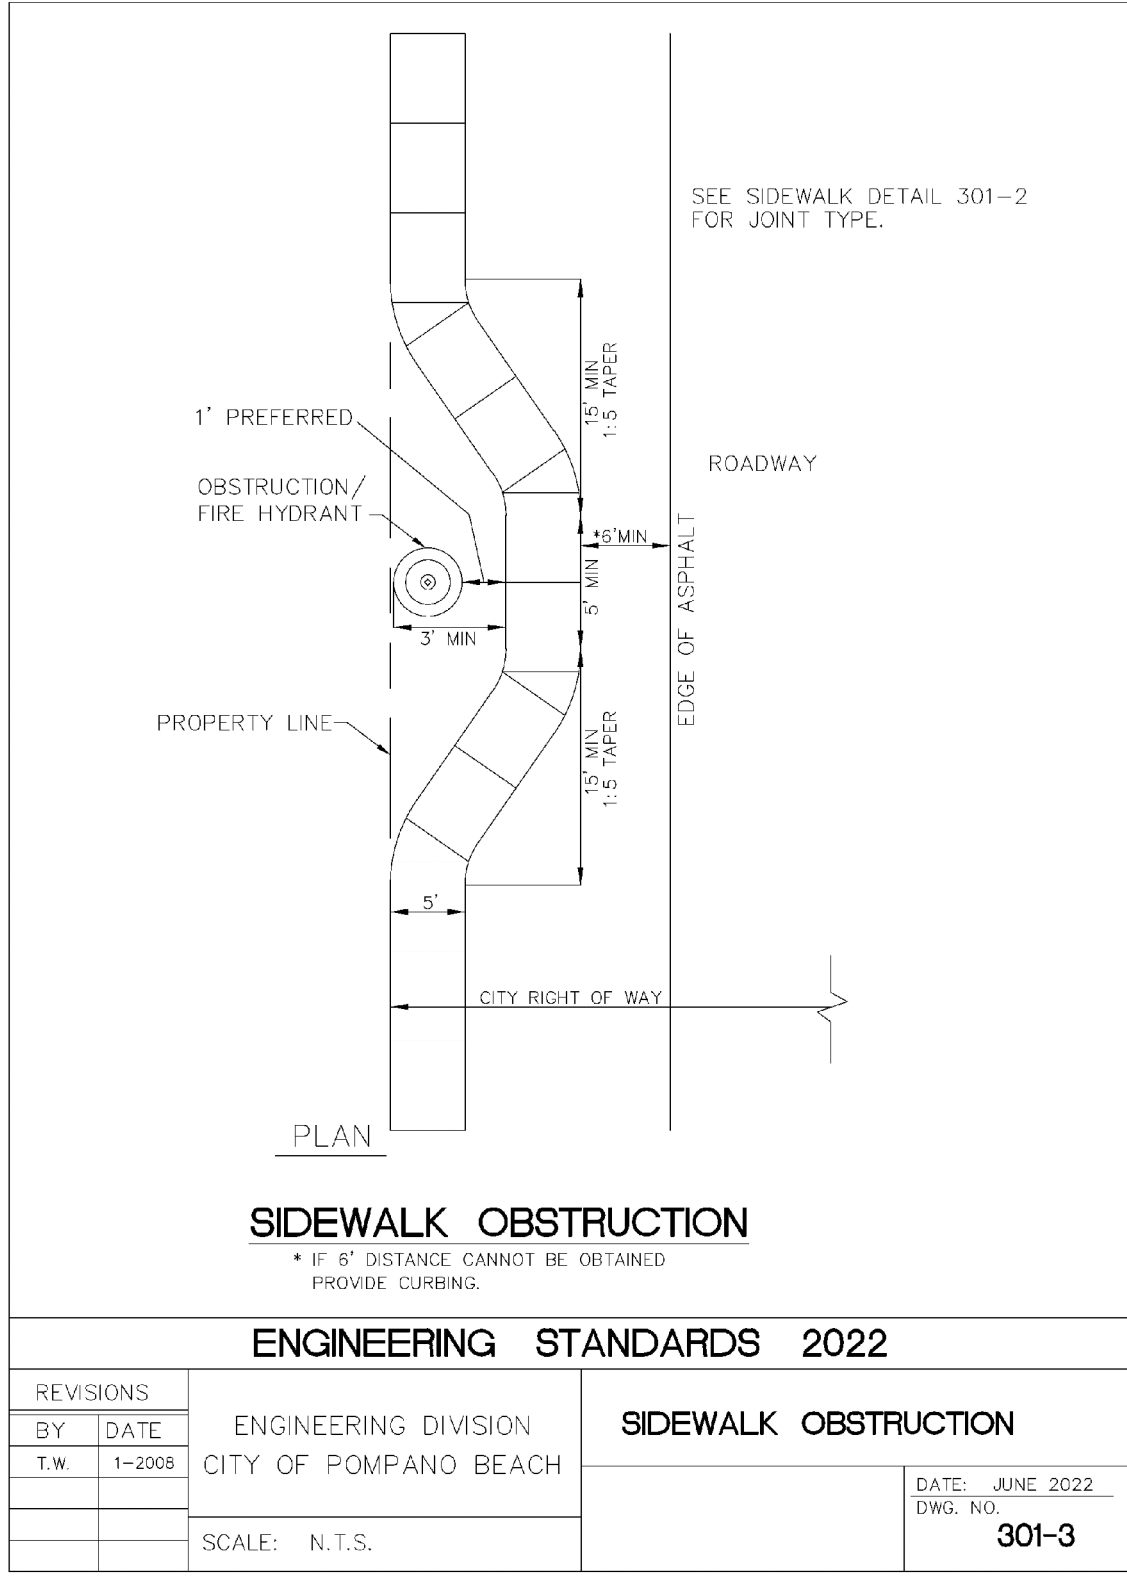 SEE SIDEWALK DETAIL 301-2
FOR JOINT TYPE.
15' MIN
1:5 TAPER
1' PREFERRED
ROADWAY
OBSTRUCTION/
FIRE HYDRANT
*6'MIN
5' MIN
EDGE OF ASPHALT
3' MIN
PROPERTY LINE
15' MIN
1:5 TAPER
5'
CITY RIGHT OF WAY
PLAN
SIDEWALK OBSTRUCTION
* IF 6' DISTANCE CANNOT BE OBTAINED
PROVIDE CURBING.
ENGINEERING STANDARDS 2022
REVISIONS
BY DATE
T.W. 1-2008
ENGINEERING DIVISION
CITY OF POMPANO BEACH
SCALE: N.T.S.
SIDEWALK OBSTRUCTION
DATE: JUNE 2022
DWG. NO.
301-3